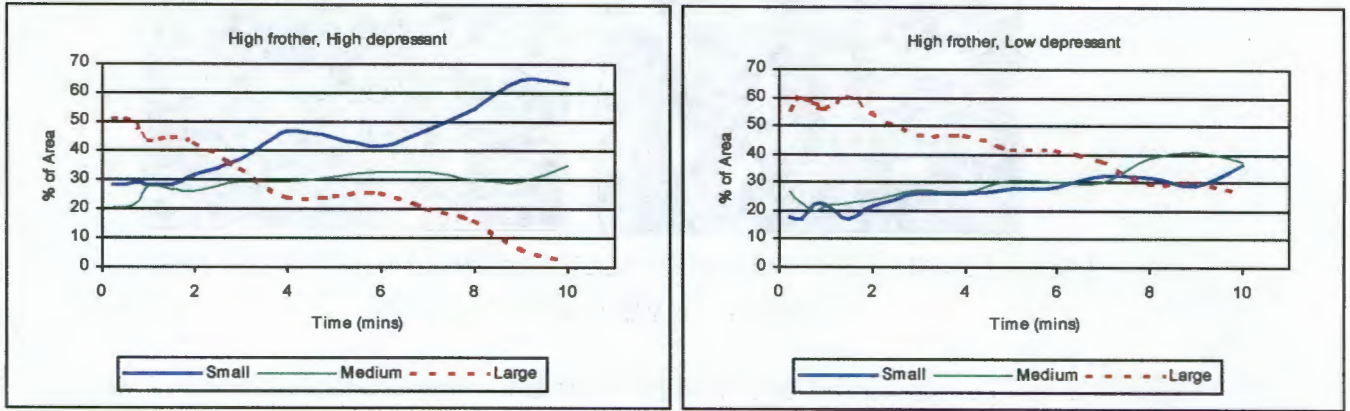 High frother, High depressant
70
60
50
40
30
20
10
0
% of Area
0 2 4 6 8 10
Time (mins)
Small Medium Large
High frother, Low depressant
70
60
50
40
30
20
10
0
% of Area
0 2 4 6 8 10
Time (mins)
Small Medium Large